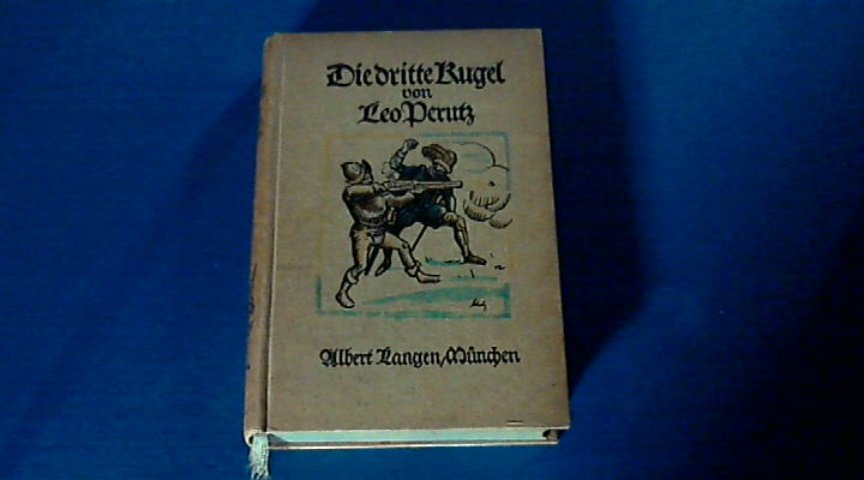 Die dritte Kugel
von
Leo Perutz
Albert Langen, München